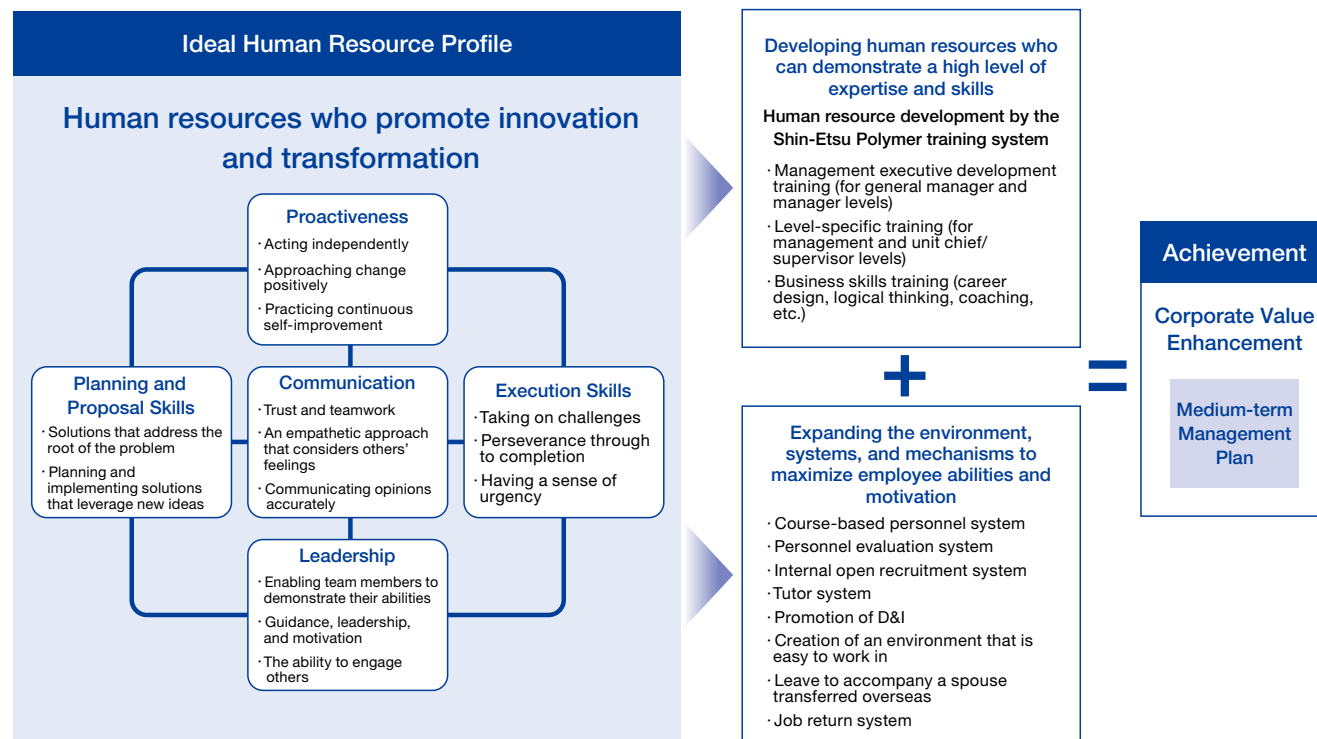 Ideal Human Resource Profile
Human resources who promote innovation
and transformation
Proactiveness
· Acting independently
· Approaching change
positively
· Practicing continuous
self-improvement
Planning and
Proposal Skills
· Solutions that address the
root of the problem
· Planning and
implementing solutions
that leverage new ideas
Communication
· Trust and teamwork
· An empathetic approach
that considers others’
feelings
· Communicating opinions
accurately
Execution Skills
· Taking on challenges
· Perseverance through
to completion
· Having a sense of
urgency
Leadership
· Enabling team members to
demonstrate their abilities
· Guidance, leadership,
and motivation
· The ability to engage
others
Developing human resources who
can demonstrate a high level of
expertise and skills
Human resource development by the
Shin-Etsu Polymer training system
· Management executive development
training (for general manager and
manager levels)
· Level-specific training (for
management and unit chief/
supervisor levels)
· Business skills training (career
design, logical thinking, coaching,
etc.)
+
Expanding the environment,
systems, and mechanisms to
maximize employee abilities and
motivation
· Course-based personnel system
· Personnel evaluation system
· Internal open recruitment system
· Tutor system
· Promotion of D&I
· Creation of an environment that is
easy to work in
· Leave to accompany a spouse
transferred overseas
· Job return system
=
Achievement
Corporate Value
Enhancement
Medium-term
Management
Plan